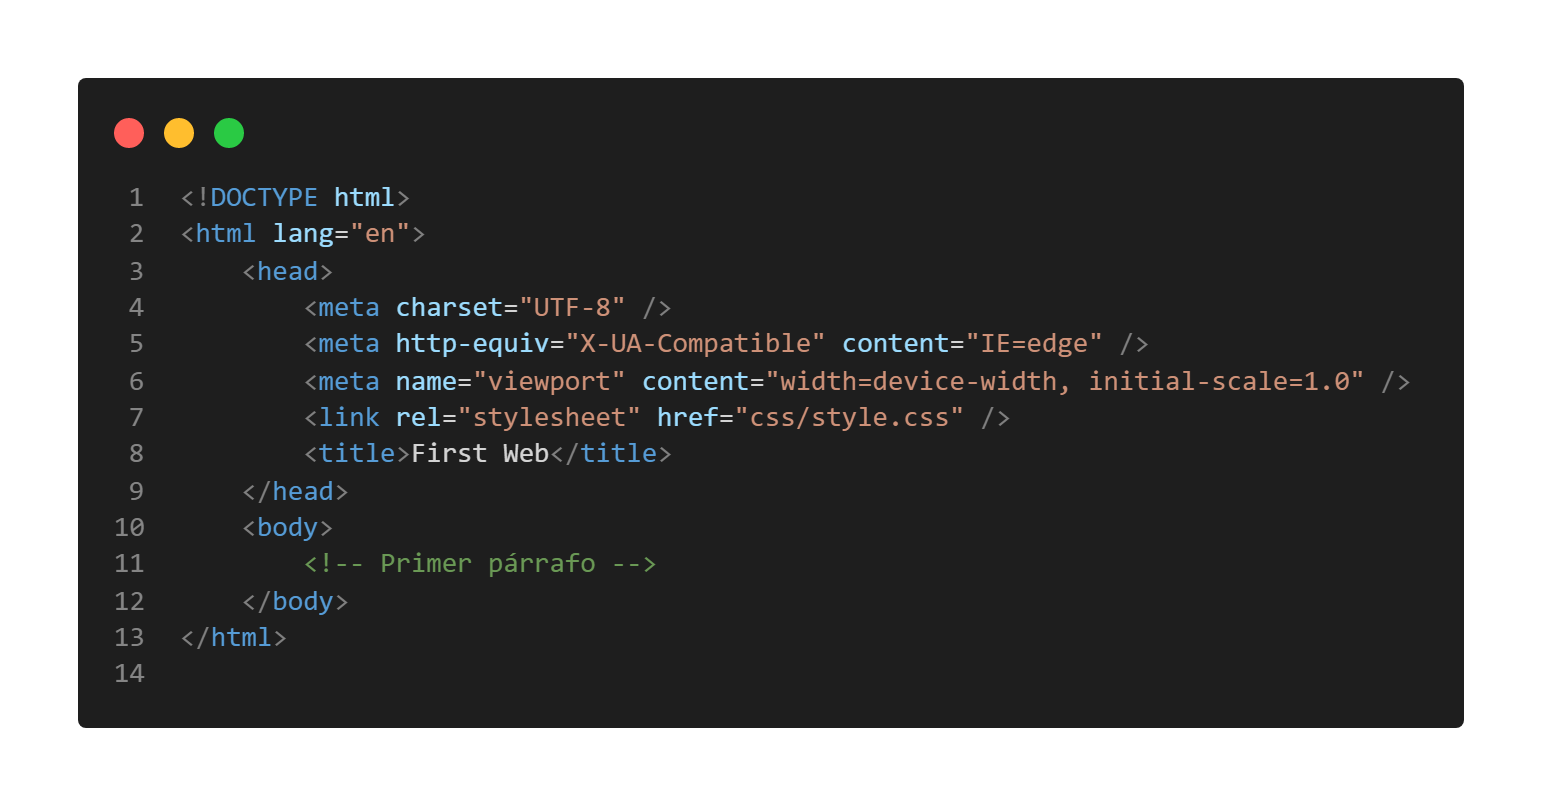 1 <!DOCTYPE html>
2 <html lang="en">
3     <head>
4         <meta charset="UTF-8" />
5         <meta http-equiv="X-UA-Compatible" content="IE=edge" />
6         <meta name="viewport" content="width=device-width, initial-scale=1.0" />
7         <link rel="stylesheet" href="css/style.css" />
8         <title>First Web</title>
9     </head>
10     <body>
11         <!-- Primer párrafo -->
12     </body>
13 </html>
14